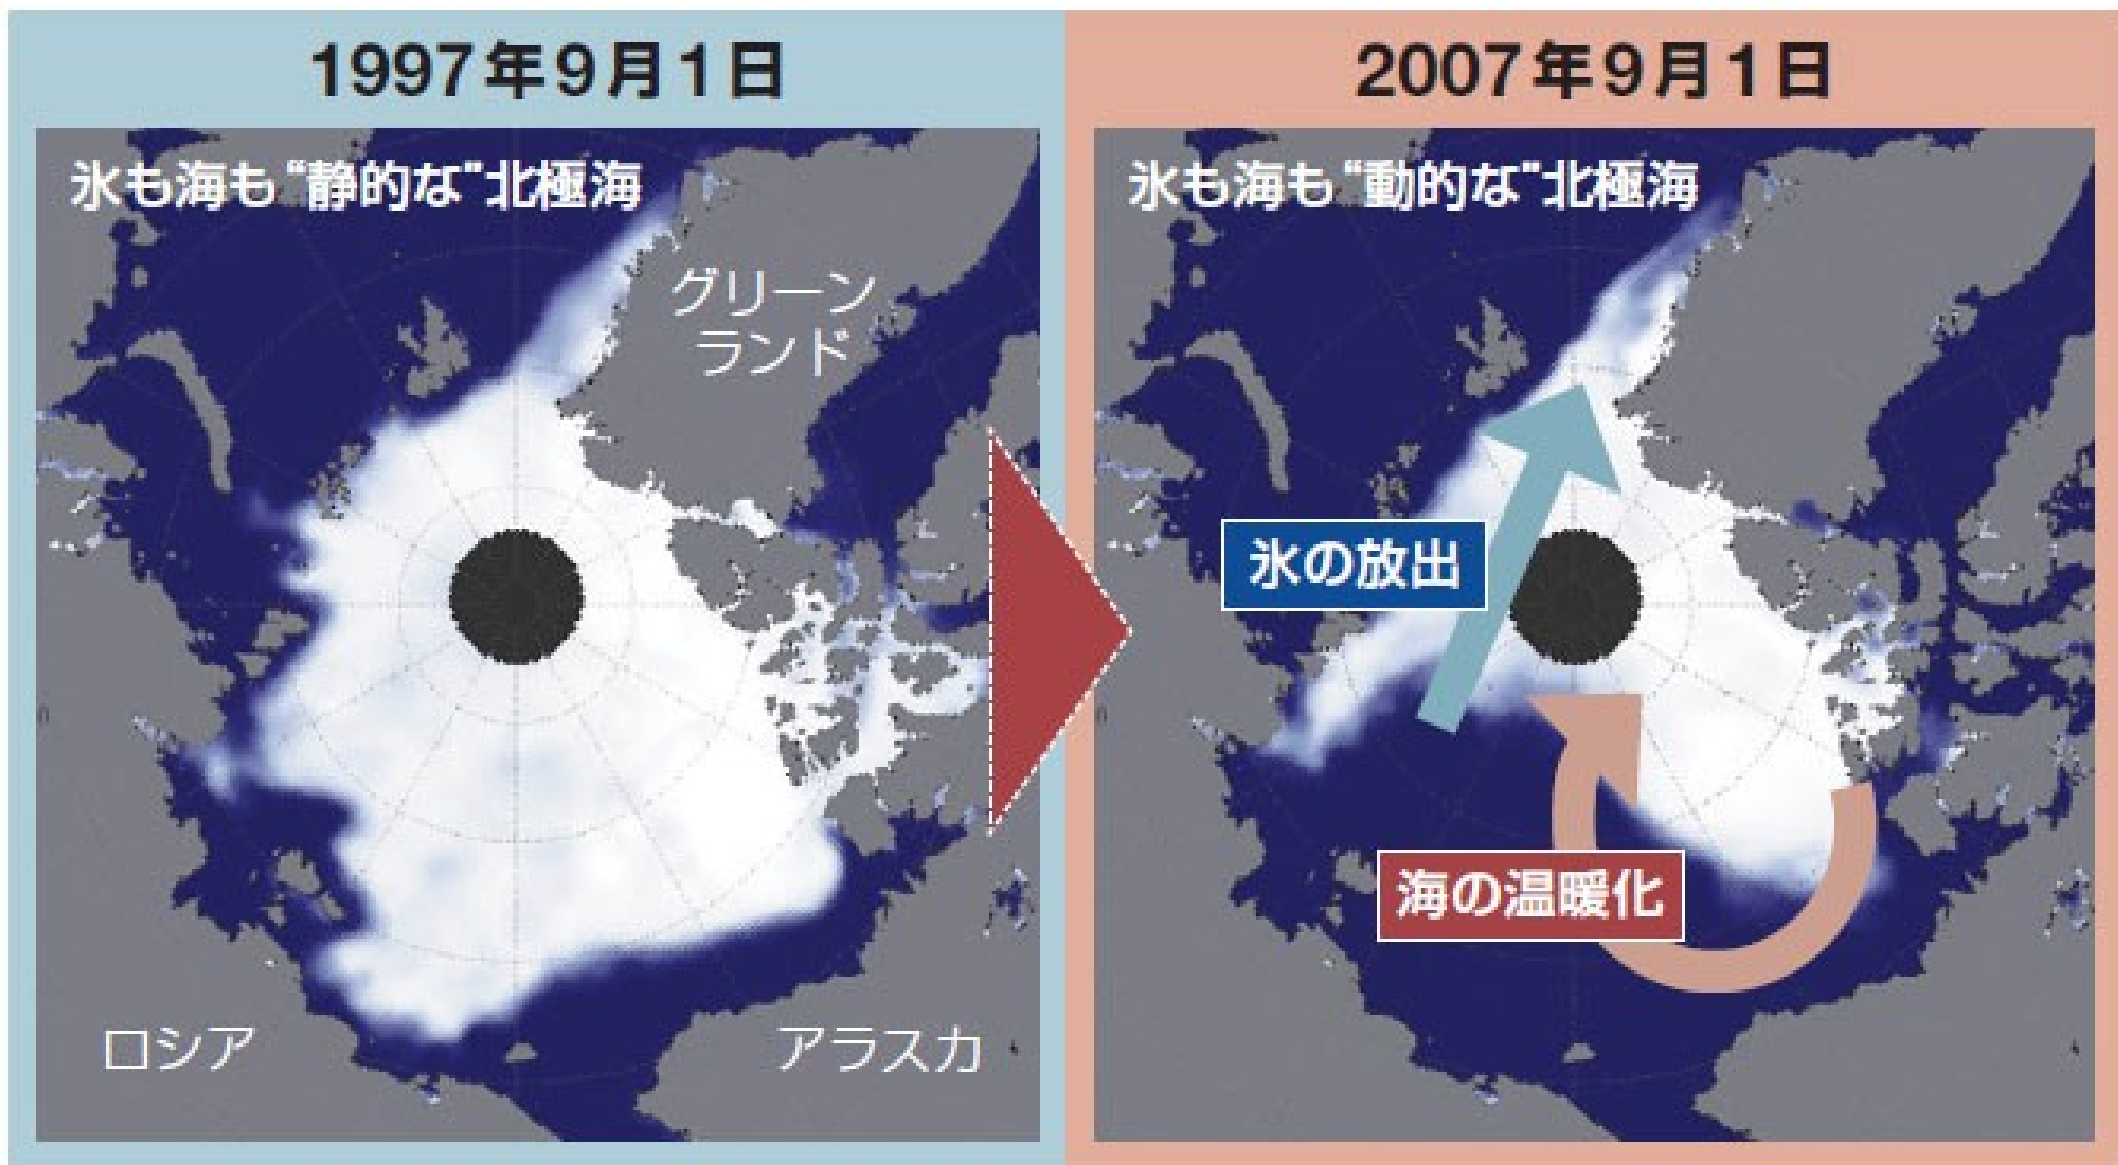 1997年9月1日
氷も海も“静的な”北極海
グリーン
ランド
ロシア
アラスカ
2007年9月1日
氷も海も“動的な”北極海
氷の放出
海の温暖化